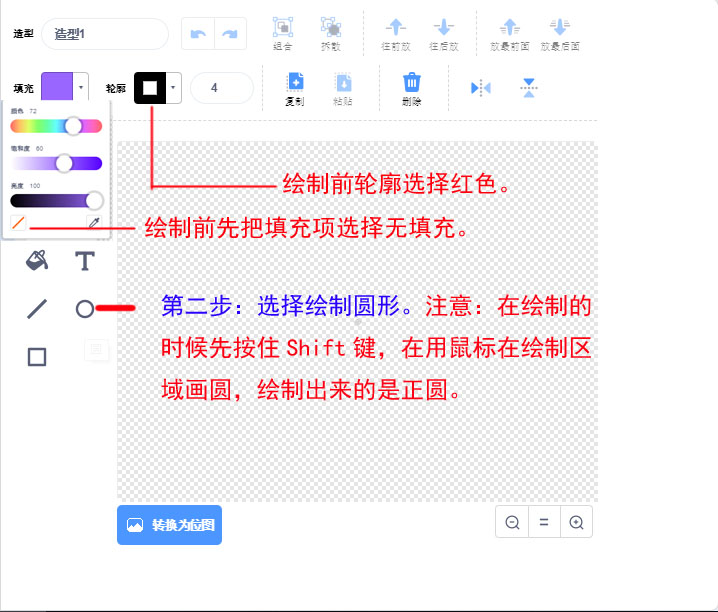 造型 造型1 组合 拆散 往前放 往后放 放最前面 放最后面
填充 轮廓 4 复制 粘贴 删除
颜色 72
饱和度 60
亮度 100
绘制前轮廓选择红色。
绘制前先把填充项选择无填充。
T
第二步：选择绘制圆形。注意：在绘制的
时候先按住 Shift 键，在用鼠标在绘制区
域画圆，绘制出来的是正圆。
转换为位图